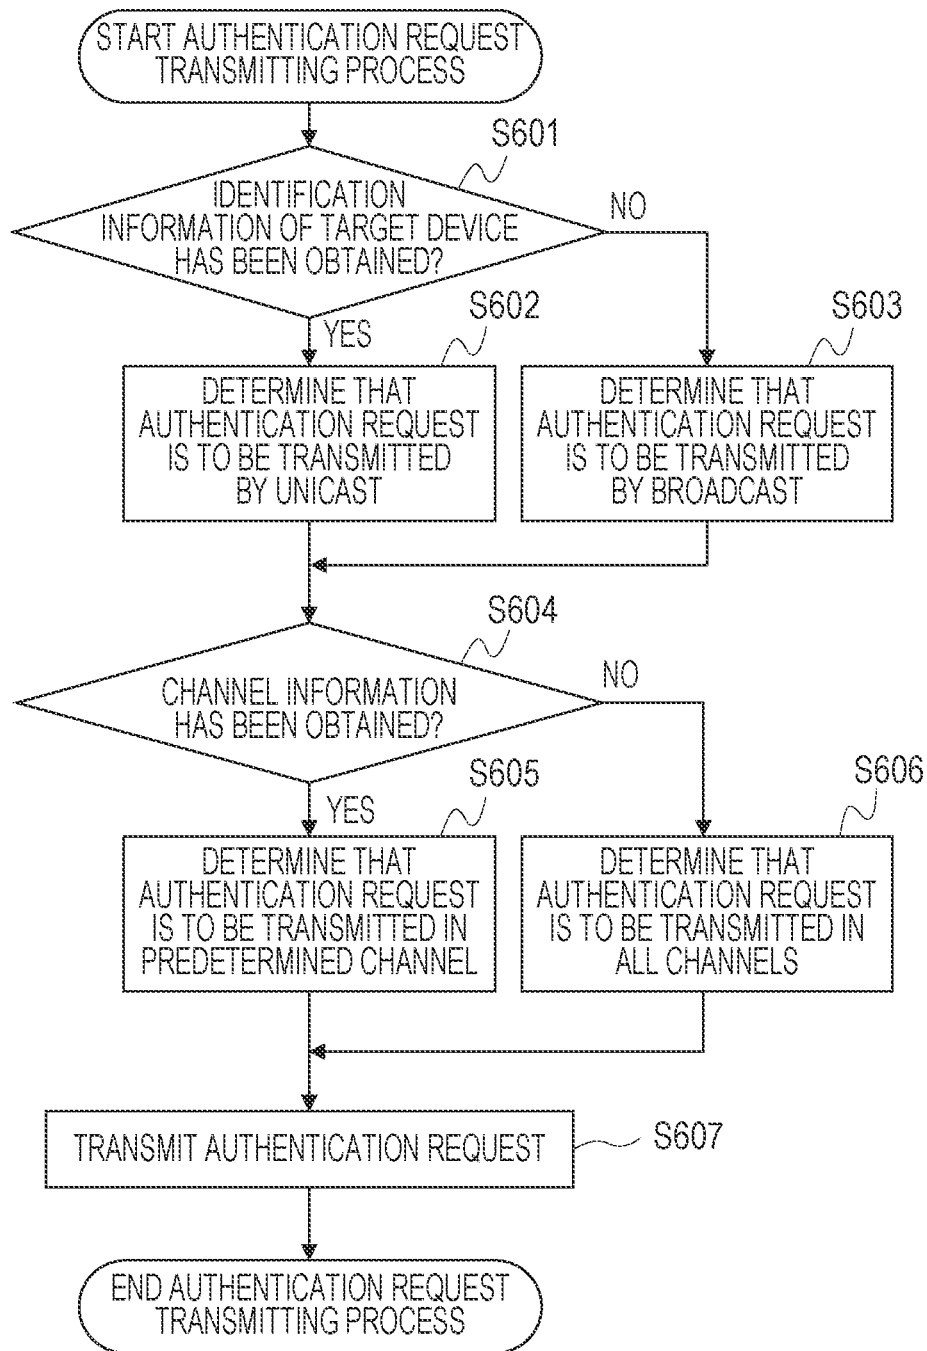 START AUTHENTICATION REQUEST
TRANSMITTING PROCESS
S601
IDENTIFICATION
INFORMATION OF TARGET DEVICE
HAS BEEN OBTAINED?
NO
YES
S602
S603
DETERMINE THAT
AUTHENTICATION REQUEST
IS TO BE TRANSMITTED
BY UNICAST
DETERMINE THAT
AUTHENTICATION REQUEST
IS TO BE TRANSMITTED
BY BROADCAST
S604
CHANNEL INFORMATION
HAS BEEN OBTAINED?
NO
YES
S605
S606
DETERMINE THAT
AUTHENTICATION REQUEST
IS TO BE TRANSMITTED IN
PREDETERMINED CHANNEL
DETERMINE THAT
AUTHENTICATION REQUEST
IS TO BE TRANSMITTED IN
ALL CHANNELS
TRANSMIT AUTHENTICATION REQUEST
S607
END AUTHENTICATION REQUEST
TRANSMITTING PROCESS